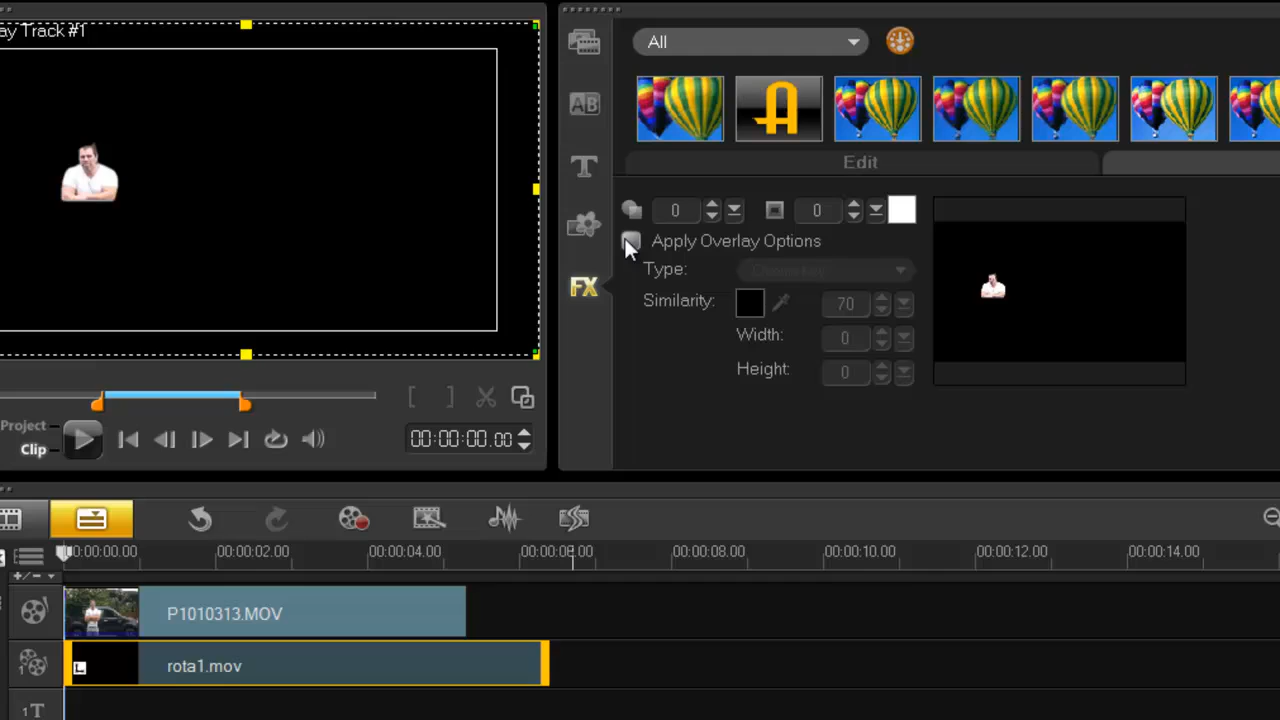 ay Track #1
All
AB
T
FX
Edit
0
0
Apply Overlay Options
Type:
Similarity:
70
Width:
0
Height:
0
Project
Clip
[ ]
00:00:00.00
00:00:00.00
00:00:02.00
00:00:04.00
00:00:06.00
00:00:08.00
00:00:10.00
00:00:12.00
00:00:14.00
P1010313.MOV
1
L
rota1.mov
1T